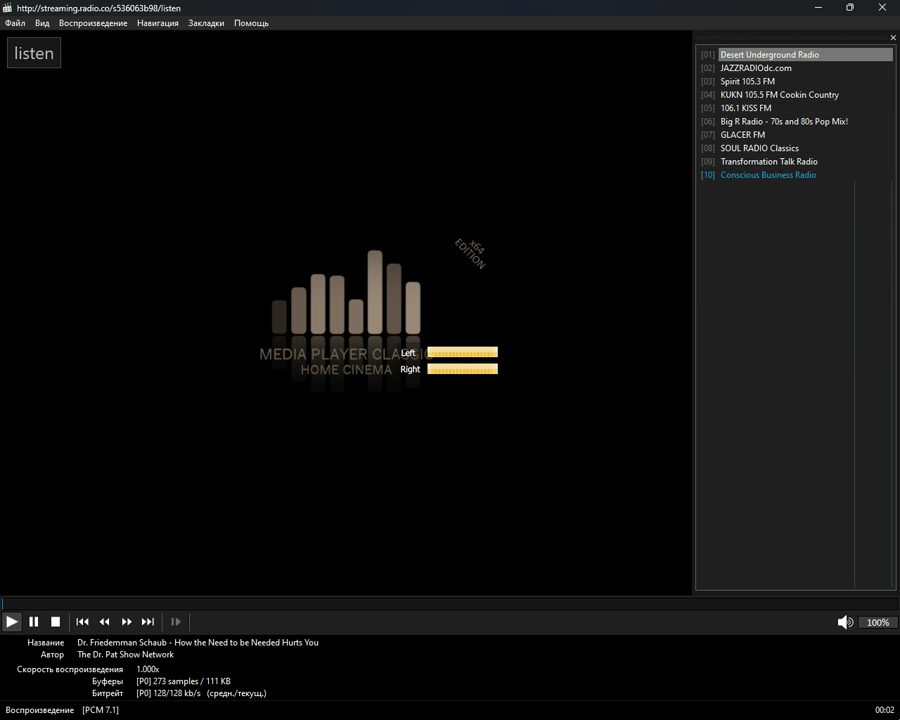 http://streaming.radio.co/s536063b98/listen
Файл Вид Воспроизведение Навигация Закладки Помощь
listen
[01] Desert Underground Radio
[02] JAZZRADIOdc.com
[03] Spirit 105.3 FM
[04] KUKN 105.5 FM Cookin Country
[05] 106.1 KISS FM
[06] Big R Radio - 70s and 80s Pop Mix!
[07] GLACER FM
[08] SOUL RADIO Classics
[09] Transformation Talk Radio
[10] Conscious Business Radio
x64
EDITION
MEDIA PLAYER CLASSIC
HOME CINEMA
Left
Right
100%
Название Dr. Friedemman Schaub - How the Need to be Needed Hurts You
Автор The Dr. Pat Show Network
Скорость воспроизведения 1.000x
Буферы [P0] 273 samples / 111 KB
Битрейт [P0] 128/128 kb/s (средн./текущ.)
Воспроизведение [PCM 7.1] 00:02